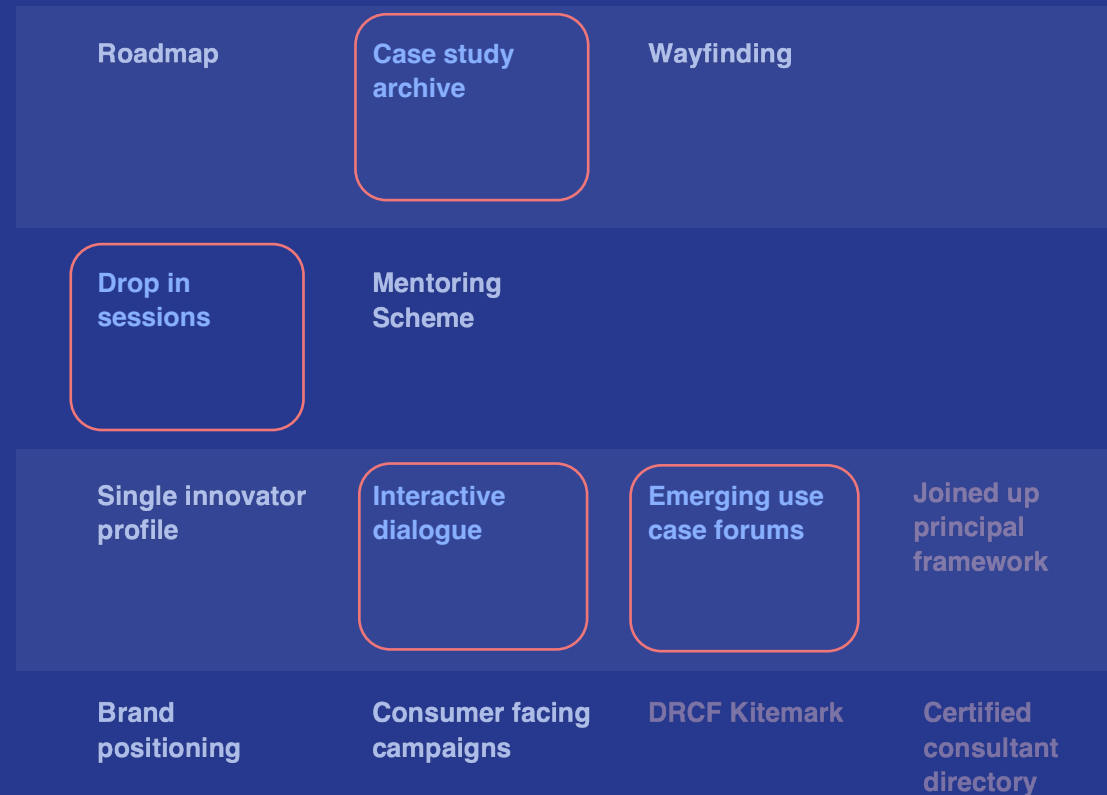 Roadmap
Case study
archive
Wayfinding
Drop in
sessions
Mentoring
Scheme
Single innovator
profile
Interactive
dialogue
Emerging use
case forums
Joined up
principal
framework
Brand
positioning
Consumer facing
campaigns
DRCF Kitemark
Certified
consultant
directory